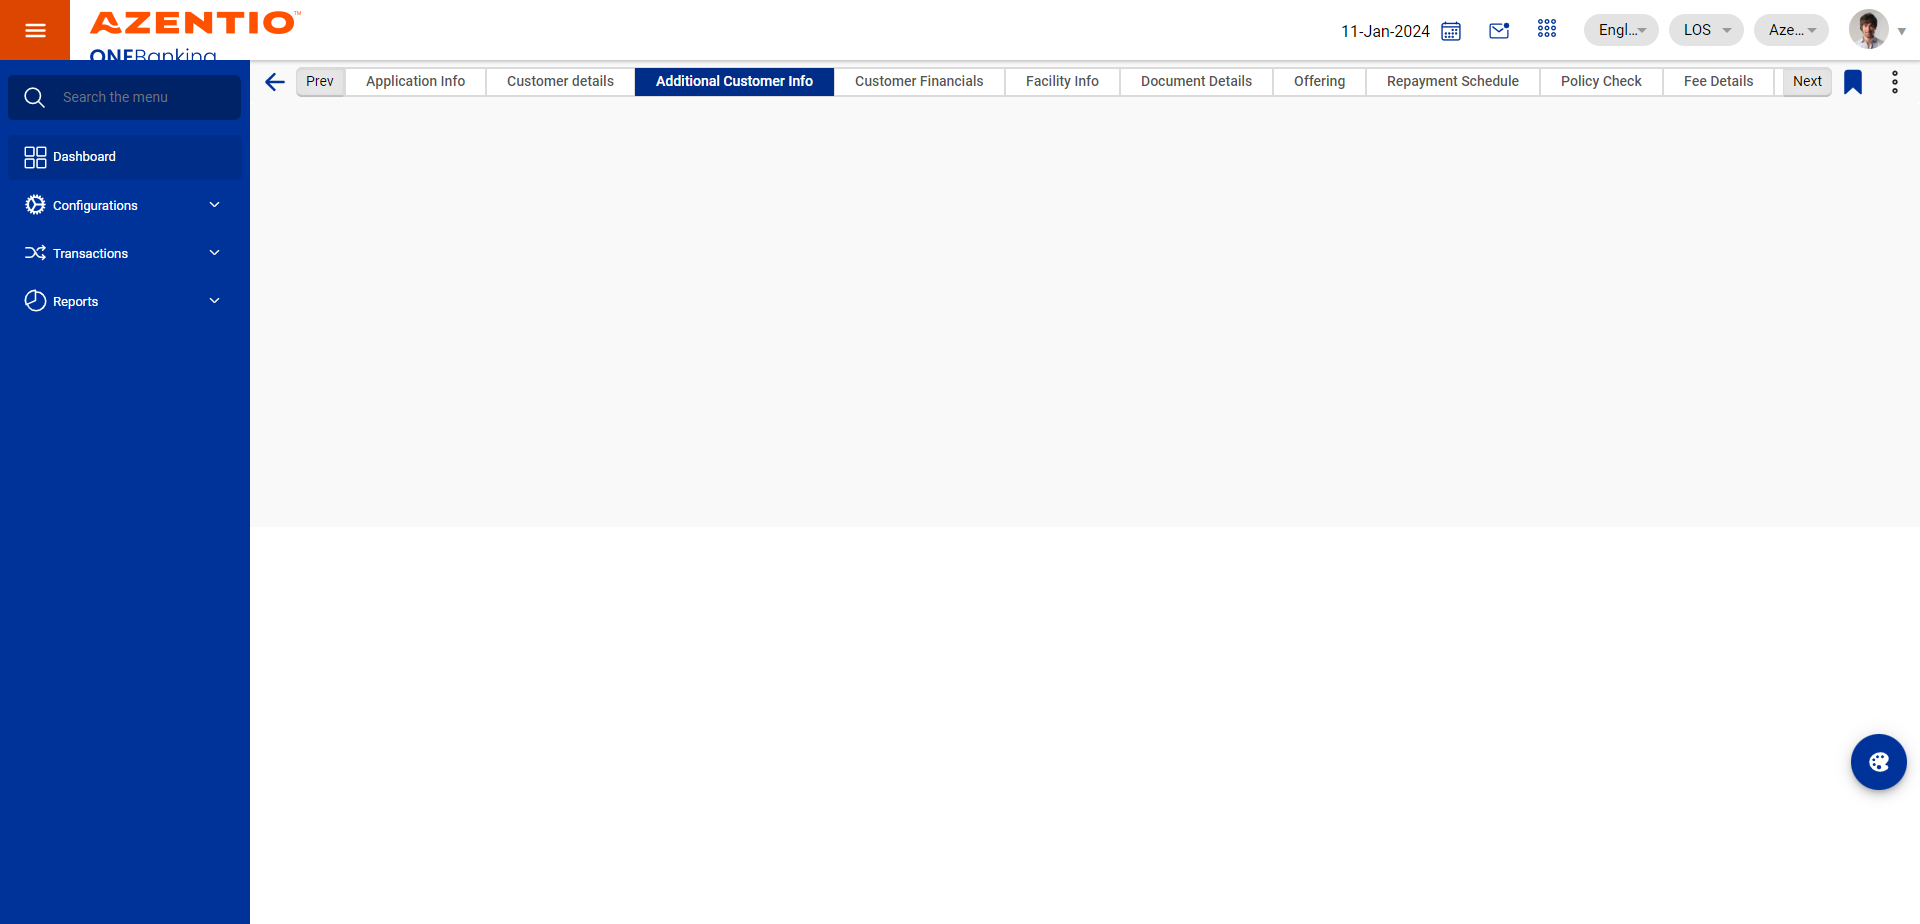 AZENTIO™
ONEBanking
11-Jan-2024
Engl...
LOS
Aze...
Search the menu
Dashboard
Configurations
Transactions
Reports
Prev
Application Info
Customer details
Additional Customer Info
Customer Financials
Facility Info
Document Details
Offering
Repayment Schedule
Policy Check
Fee Details
Next